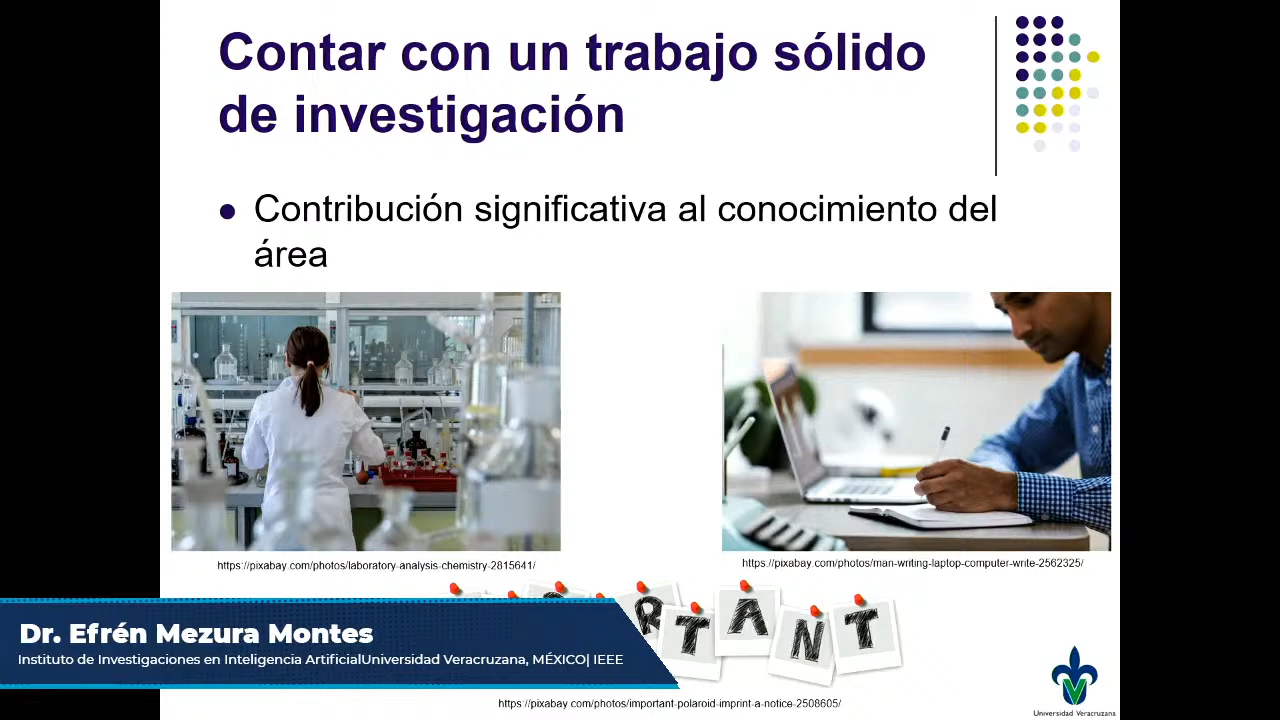 Contar con un trabajo sólido
de investigación
Contribución significativa al conocimiento del
área
https://pixabay.com/photos/laboratory-analysis-chemistry-2815641/
https://pixabay.com/photos/man-writing-laptop-computer-write-2562325/
RTANT
Dr. Efrén Mezura Montes
Instituto de Investigaciones en Inteligencia ArtificialUniversidad Veracruzana, MÉXICO| IEEE
https://pixabay.com/photos/important-polaroid-imprint-a-notice-2508605/
Universidad Veracruzana